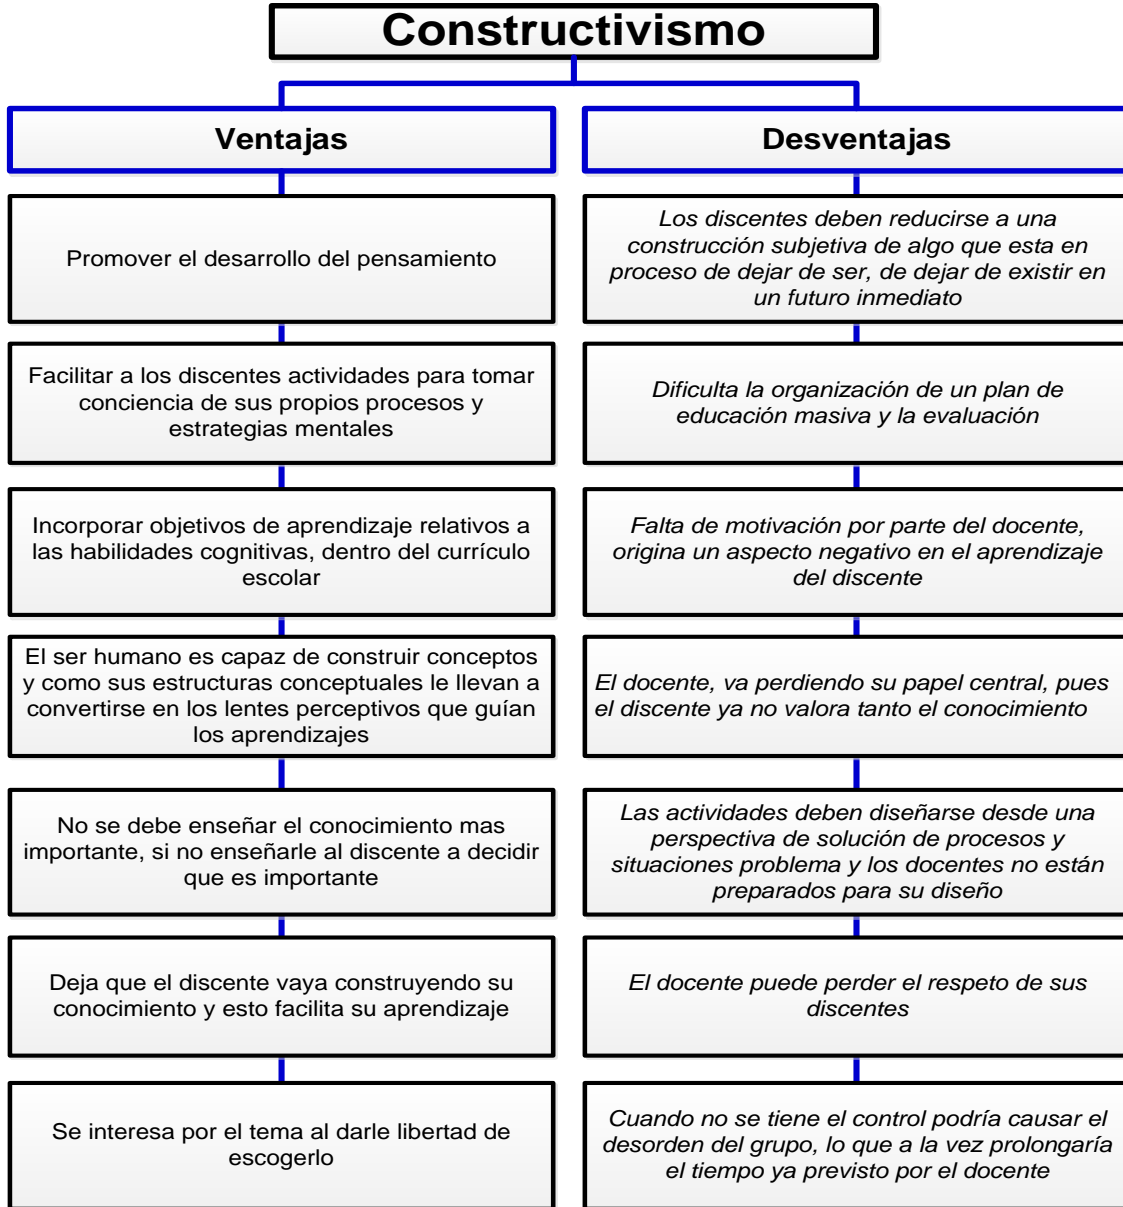 Constructivismo
Ventajas
Desventajas
Promover el desarrollo del pensamiento
Los discentes deben reducirse a una
construcción subjetiva de algo que esta en
proceso de dejar de ser, de dejar de existir en
un futuro inmediato
Facilitar a los discentes actividades para tomar
conciencia de sus propios procesos y
estrategias mentales
Dificulta la organización de un plan de
educación masiva y la evaluación
Incorporar objetivos de aprendizaje relativos a
las habilidades cognitivas, dentro del currículo
escolar
Falta de motivación por parte del docente,
origina un aspecto negativo en el aprendizaje
del discente
El ser humano es capaz de construir conceptos
y como sus estructuras conceptuales le llevan a
convertirse en los lentes perceptivos que guían
los aprendizajes
El docente, va perdiendo su papel central, pues
el discente ya no valora tanto el conocimiento
No se debe enseñar el conocimiento mas
importante, si no enseñarle al discente a decidir
que es importante
Las actividades deben diseñarse desde una
perspectiva de solución de procesos y
situaciones problema y los docentes no están
preparados para su diseño
Deja que el discente vaya construyendo su
conocimiento y esto facilita su aprendizaje
El docente puede perder el respeto de sus
discentes
Se interesa por el tema al darle libertad de
escogerlo
Cuando no se tiene el control podría causar el
desorden del grupo, lo que a la vez prolongaría
el tiempo ya previsto por el docente